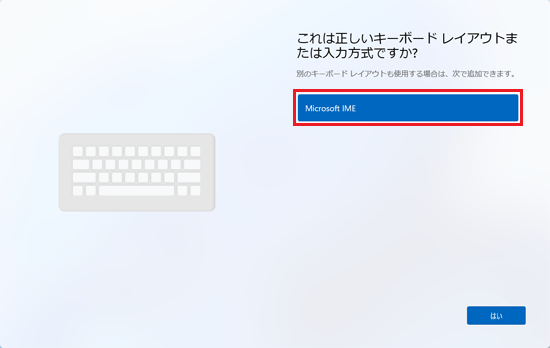 これは正しいキーボード レイアウトま
たは入力方式ですか?
別のキーボード レイアウトも使用する場合は、次で追加できます。
Microsoft IME
はい